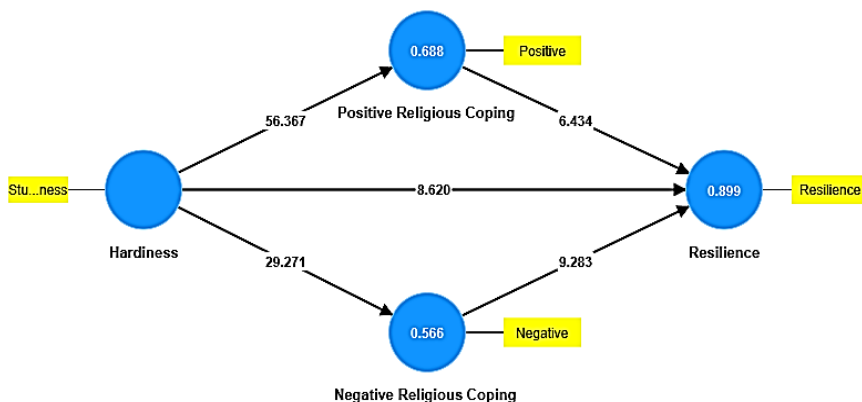 0.688
Positive
Positive Religious Coping
56.367
6.434
Stu...ness
8.620
0.899
Resilience
Hardiness
Resilience
29.271
9.283
0.566
Negative
Negative Religious Coping